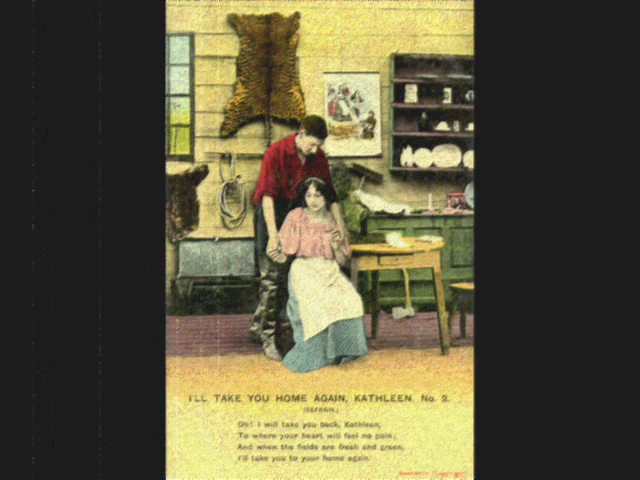 I'LL TAKE YOU HOME AGAIN, KATHLEEN. No. 3.
(REFRAIN.)
Oh! I will take you back, Kathleen,
To where your heart will feel no pain;
And when the fields are fresh and green,
I'll take you to your home again.